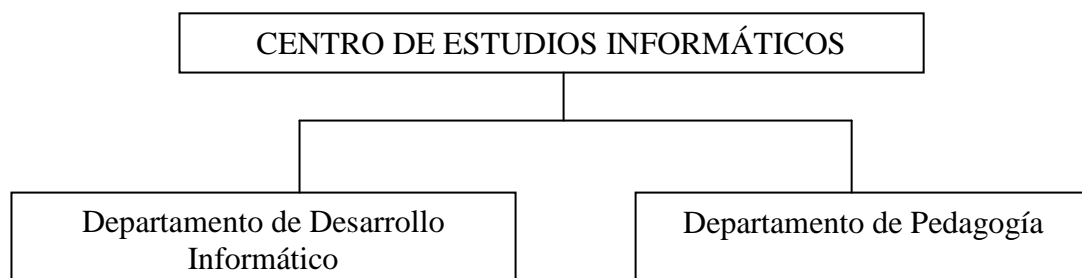 CENTRO DE ESTUDIOS INFORMÁTICOS
Departamento de Desarrollo
Informático
Departamento de Pedagogía